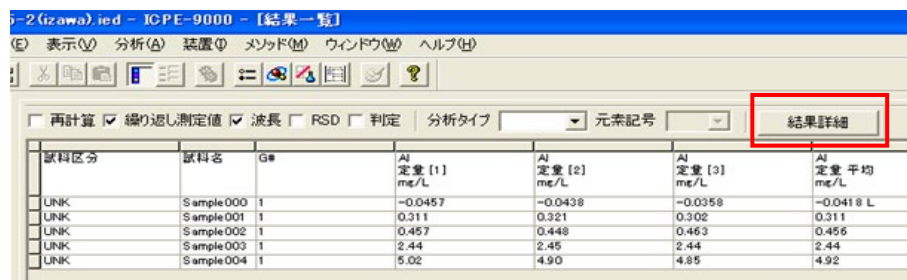 5-2(izawa).ied - ICPE-9000 - [結果一覧]
(E) 表示(V) 分析(A) 装置(I) メソッド(M) ウィンドウ(W) ヘルプ(H)
再計算 繰り返し測定値 波長 RSD 判定 分析タイプ 元素記号 結果詳細
試料区分 試料名 G# Al Al Al Al
定量 [1] 定量 [2] 定量 [3] 定量 平均
mg/L mg/L mg/L mg/L
UNK Sample000 1 -0.0457 -0.0438 -0.0358 -0.0418 L
UNK Sample001 1 0.311 0.321 0.302 0.311
UNK Sample002 1 0.457 0.448 0.463 0.456
UNK Sample003 1 2.44 2.45 2.44 2.44
UNK Sample004 1 5.02 4.90 4.85 4.92